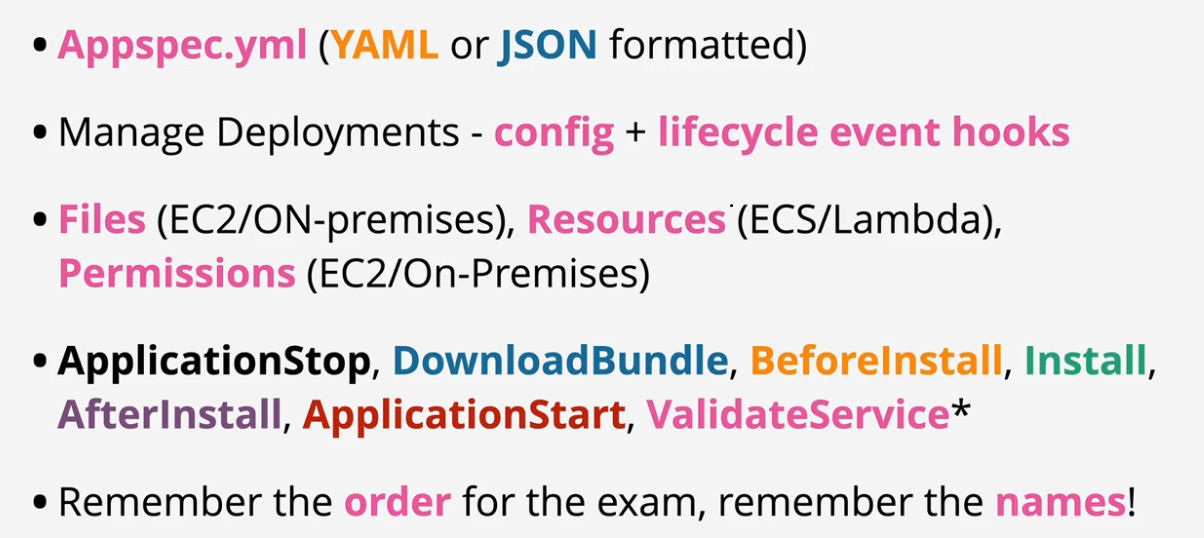 • Appspec.yml (YAML or JSON formatted)
• Manage Deployments - config + lifecycle event hooks
• Files (EC2/ON-premises), Resources (ECS/Lambda),
Permissions (EC2/On-Premises)
• ApplicationStop, DownloadBundle, BeforeInstall, Install,
AfterInstall, ApplicationStart, ValidateService*
• Remember the order for the exam, remember the names!